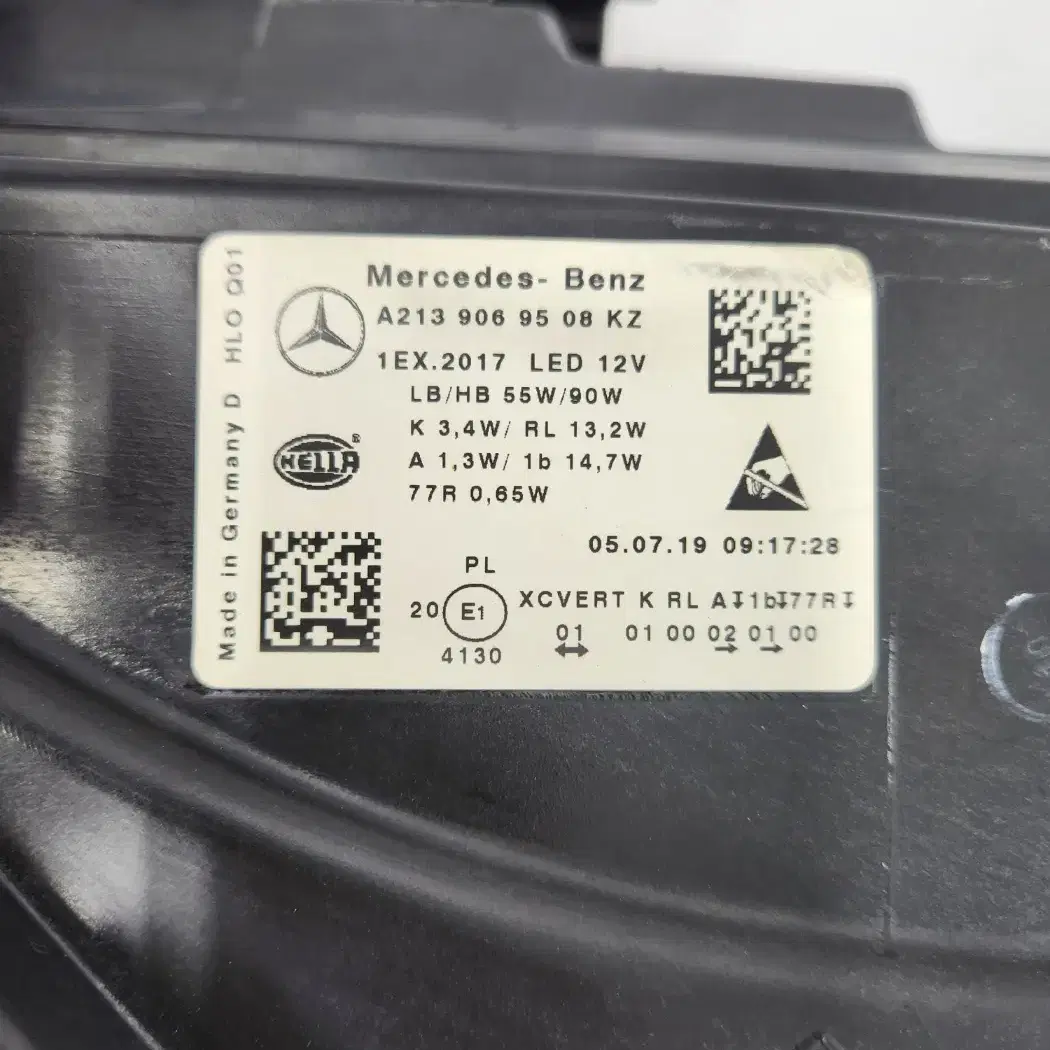 Mercedes- Benz
A213 906 95 08 KZ
1EX.2017 LED 12V
LB/HB 55W/90W
K 3,4W/ RL 13,2W
A 1,3W/ 1b 14,7W
77R 0,65W
HELLA®
Made in Germany D HLO Q01
05.07.19 09:17:28
PL
20 E1 XCVERT K RL A↧1b↧77R↧
4130 01 01 00 02 01 00
↔ → →